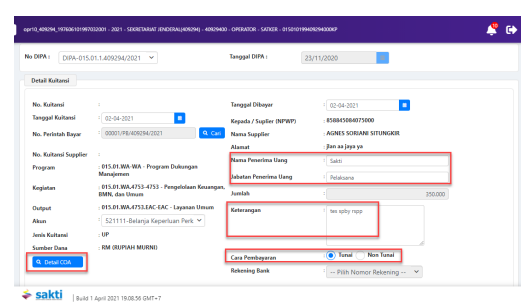 opr10_409294_197606101997032001 - 2021 - SEKRETARIAT JENDERAL(409294) - 40929400 : OPERATOR - SATKER - 015010199409294000KP
No DIPA :
DIPA-015.01.1.409294/2021
Tanggal DIPA :
23/11/2020
Detail Kuitansi
No. Kuitansi :
Tanggal Dibayar : 02-04-2021
Tanggal Kuitansi : 02-04-2021
Kepada / Suplier (NPWP) : 858845084075000
No. Perintah Bayar : 00001/PB/409294/2021 Cari
Nama Supplier : AGNES SORIANI SITUNGKIR
Alamat : Jlan aa jaya ya
No. Kuitansi Supplier :
Nama Penerima Uang : Sakti
Program : 015.01.WA-WA - Program Dukungan Manajemen
Jabatan Penerima Uang : Pelaksana
Kegiatan : 015.01.WA.4753-4753 - Pengelolaan Keuangan, BMN, dan Umum
Jumlah : 350.000
Output : 015.01.WA.4753.EAC-EAC - Layanan Umum
Keterangan : tes spby rspp
Akun : 521111-Belanja Keperluan Perk
Jenis Kuitansi : UP
Sumber Dana : RM (RUPIAH MURNI)
Cara Pembayaran : Tunai Non Tunai
Detail COA
Rekening Bank : -- Pilih Nomor Rekening --
sakti | Build 1 April 2021 19:08:56 GMT+7